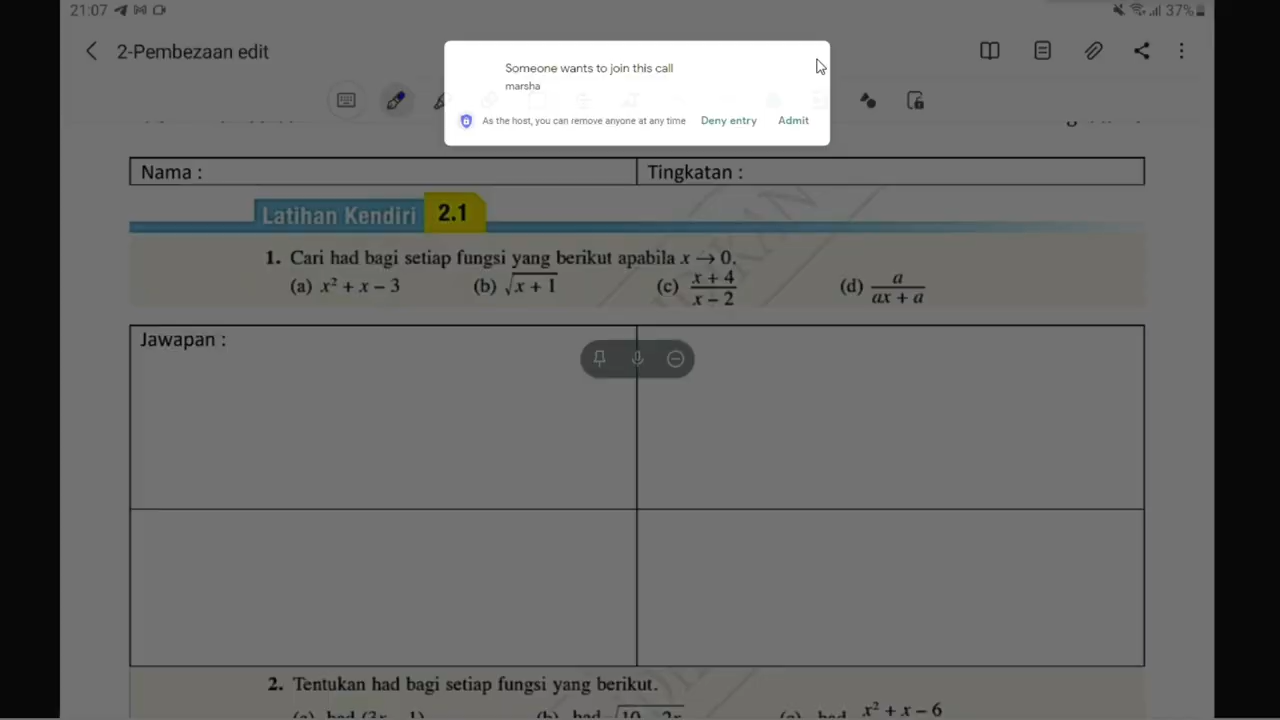 21:07
37%
2-Pembezaan edit
Someone wants to join this call
marsha
As the host, you can remove anyone at any time
Deny entry
Admit
Nama :
Tingkatan :
Latihan Kendiri 2.1
1. Cari had bagi setiap fungsi yang berikut apabila x → 0.
(a) x² + x – 3 (b) √(x + 1) (c) (x + 4)/(x – 2) (d) a/(ax + a)
Jawapan :
2. Tentukan had bagi setiap fungsi yang berikut.
x² + x – 6